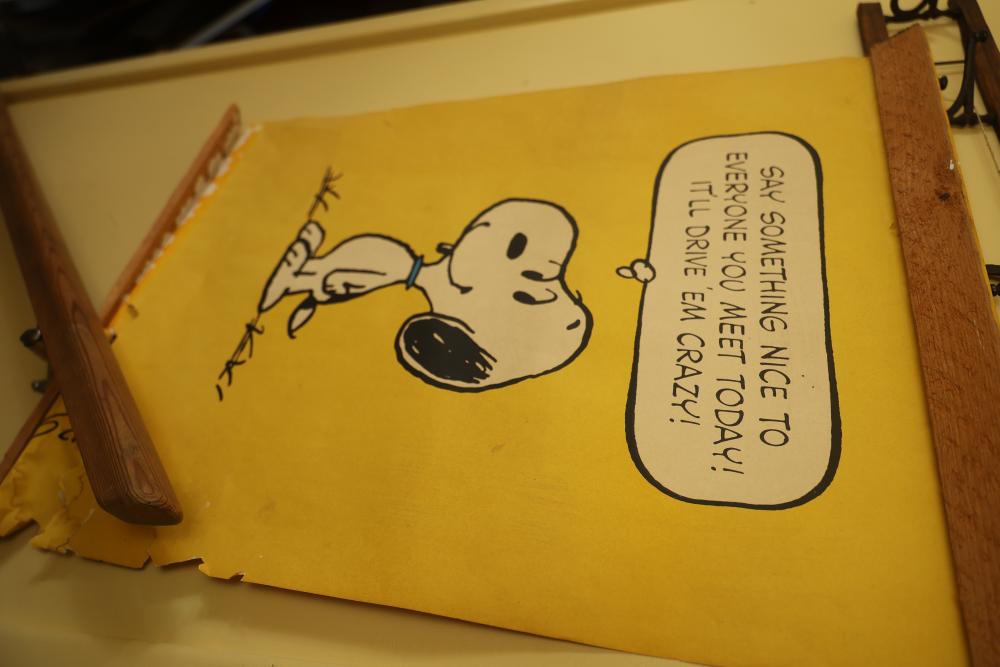 SAY SOMETHING NICE TO
EVERYONE YOU MEET TODAY!
IT'LL DRIVE 'EM CRAZY!